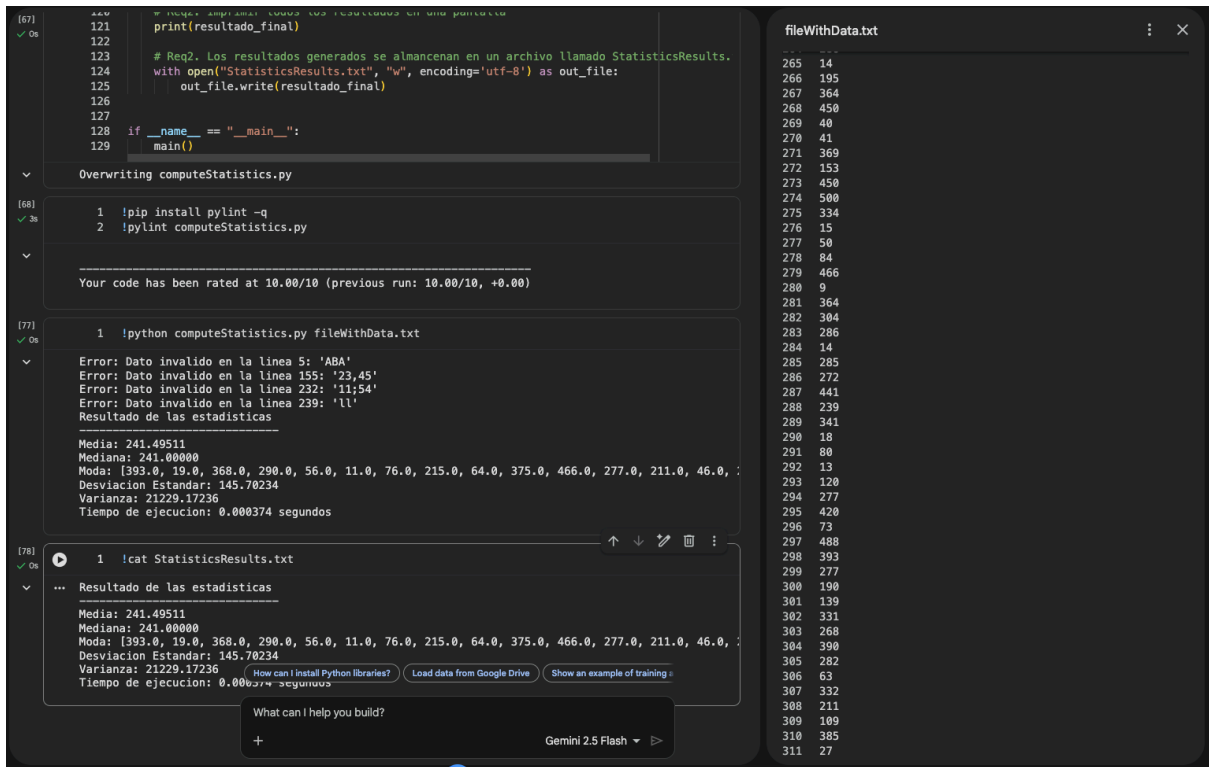 [67]
0s
121 print(resultado_final)
122
123 # Req2. Los resultados generados se almancenan en un archivo llamado StatisticsResults.
124 with open("StatisticsResults.txt", "w", encoding='utf-8') as out_file:
125 out_file.write(resultado_final)
126
127
128 if __name__ == "__main__":
129 main()
Overwriting computeStatistics.py
[68]
3s
1 !pip install pylint -q
2 !pylint computeStatistics.py
--------------------------------------------------------------------
Your code has been rated at 10.00/10 (previous run: 10.00/10, +0.00)
[77]
0s
1 !python computeStatistics.py fileWithData.txt
Error: Dato invalido en la linea 5: 'ABA'
Error: Dato invalido en la linea 155: '23,45'
Error: Dato invalido en la linea 232: '11;54'
Error: Dato invalido en la linea 239: 'll'
Resultado de las estadisticas
------------------------------
Media: 241.49511
Mediana: 241.00000
Moda: [393.0, 19.0, 368.0, 290.0, 56.0, 11.0, 76.0, 215.0, 64.0, 375.0, 466.0, 277.0, 211.0, 46.0,
Desviacion Estandar: 145.70234
Varianza: 21229.17236
Tiempo de ejecucion: 0.000374 segundos
[78]
0s
1 !cat StatisticsResults.txt
Resultado de las estadisticas
------------------------------
Media: 241.49511
Mediana: 241.00000
Moda: [393.0, 19.0, 368.0, 290.0, 56.0, 11.0, 76.0, 215.0, 64.0, 375.0, 466.0, 277.0, 211.0, 46.0,
Desviacion Estandar: 145.70234
Varianza: 21229.17236
Tiempo de ejecucion: 0.000374 segundos
How can I install Python libraries?
Load data from Google Drive
Show an example of training
What can I help you build?
Gemini 2.5 Flash
fileWithData.txt
265 14
266 195
267 364
268 450
269 40
270 41
271 369
272 153
273 450
274 500
275 334
276 15
277 50
278 84
279 466
280 9
281 364
282 304
283 286
284 14
285 285
286 272
287 441
288 239
289 341
290 18
291 80
292 13
293 120
294 277
295 420
296 73
297 488
298 393
299 277
300 190
301 139
302 331
303 268
304 390
305 282
306 63
307 332
308 211
309 109
310 385
311 27